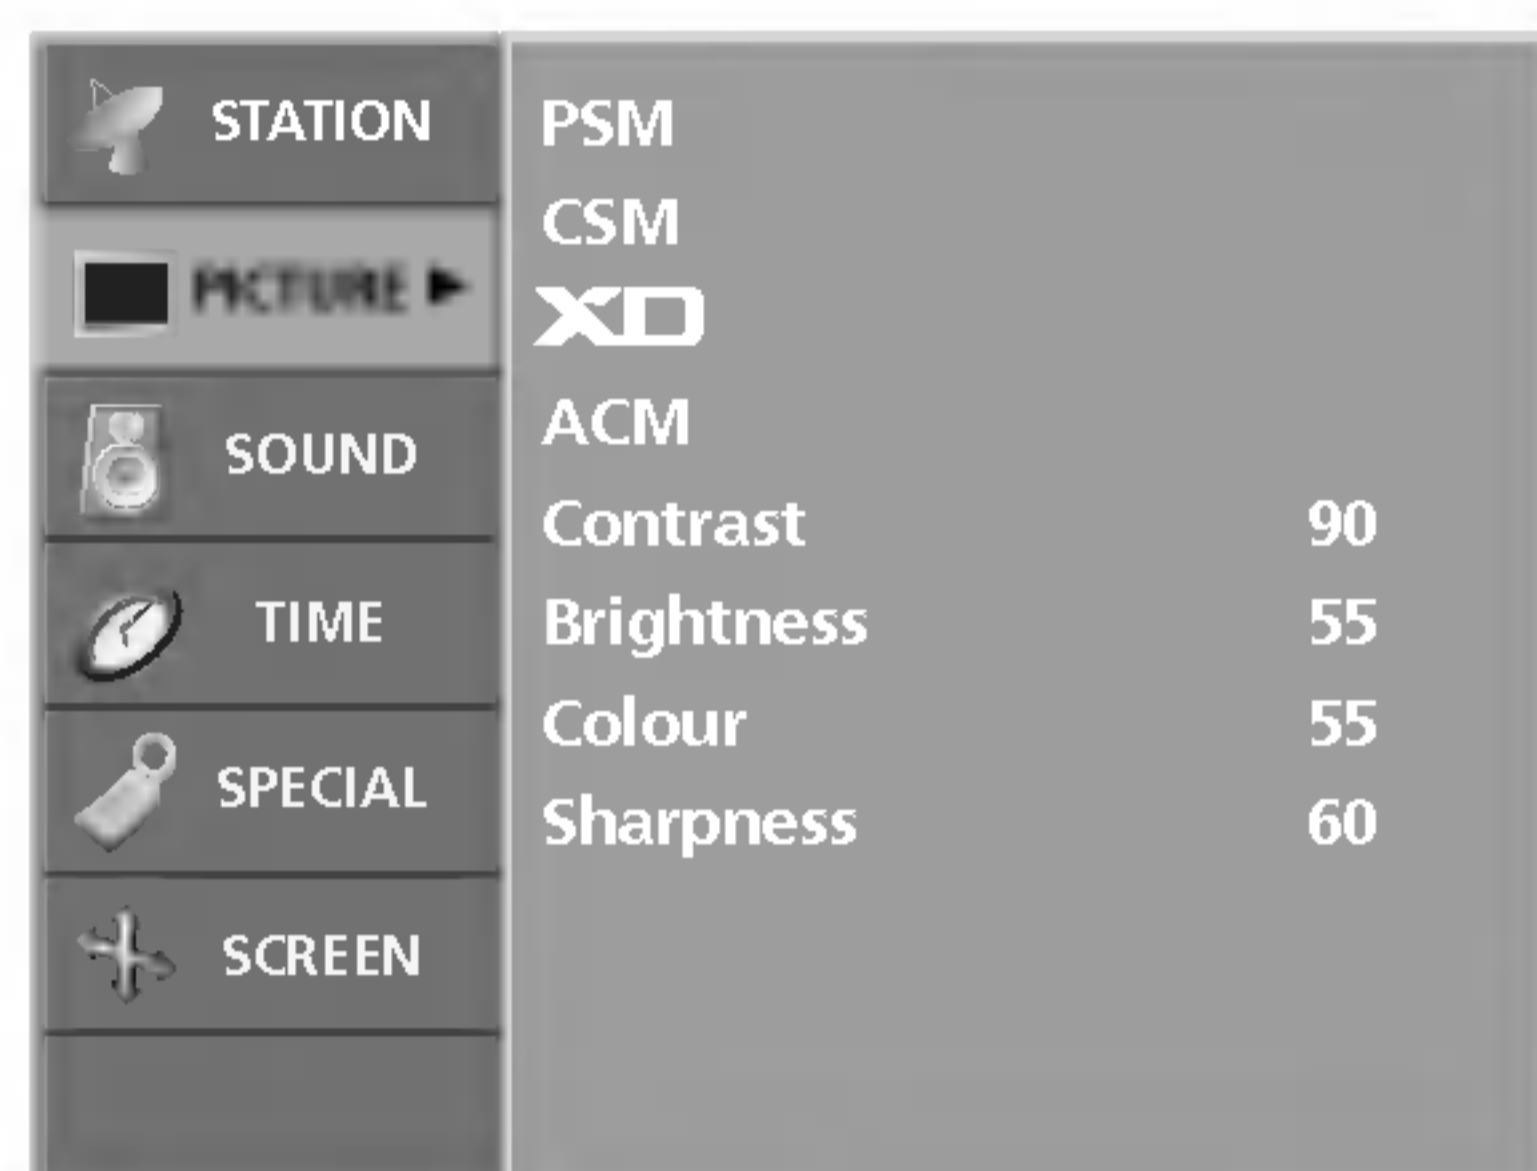 STATION
PICTURE ►
SOUND
TIME
SPECIAL
SCREEN
PSM
CSM
XD
ACM
Contrast 90
Brightness 55
Colour 55
Sharpness 60